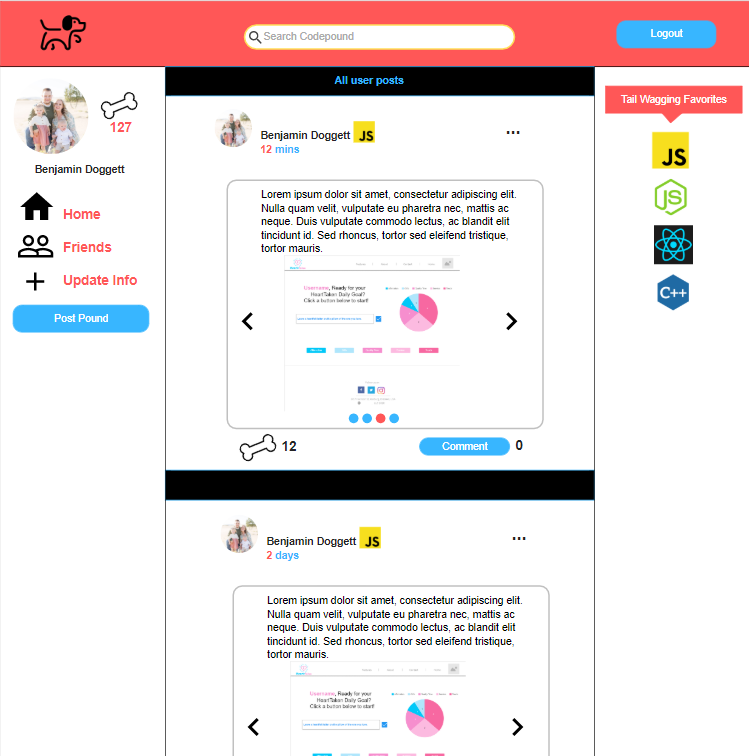 Search Codepound
Logout
All user posts
127
Benjamin Doggett
Home
Friends
Update Info
Post Pound
Benjamin Doggett JS
12 mins
...
Lorem ipsum dolor sit amet, consectetur adipiscing elit.
Nulla quam velit, vulputate eu pharetra nec, mattis ac
neque. Duis vulputate commodo lectus, ac blandit elit
tincidunt id. Sed rhoncus, tortor sed eleifend tristique,
tortor mauris.
Username, Ready for your
HeartTaken Daily Goal?
Click a button below to start!
12
Comment
0
Tail Wagging Favorites
JS
JS
C++
Benjamin Doggett JS
2 days
...
Lorem ipsum dolor sit amet, consectetur adipiscing elit.
Nulla quam velit, vulputate eu pharetra nec, mattis ac
neque. Duis vulputate commodo lectus, ac blandit elit
tincidunt id. Sed rhoncus, tortor sed eleifend tristique,
tortor mauris.
Username, Ready for your
HeartTaken Daily Goal?
Click a button below to start!